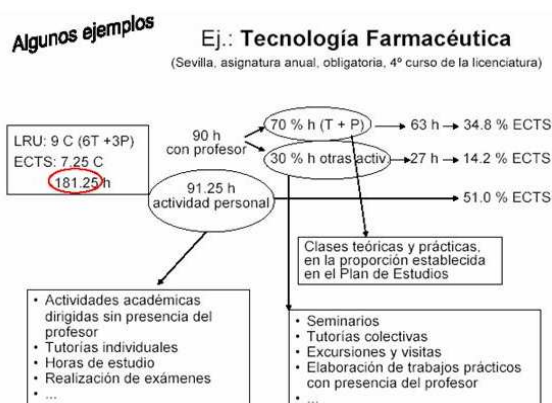 Algunos ejemplos
Ej.: Tecnología Farmacéutica
(Sevilla, asignatura anual, obligatoria, 4º curso de la licenciatura)
LRU: 9 C (6T +3P)
ECTS: 7.25 C
181.25 h
90 h
con profesor
70 % h (T + P)
63 h
34.8 % ECTS
30 % h otras activ.
27 h
14.2 % ECTS
91.25 h
actividad personal
51.0 % ECTS
Clases teóricas y prácticas,
en la proporción establecida
en el Plan de Estudios
• Actividades académicas
dirigidas sin presencia del
profesor
• Tutorías individuales
• Horas de estudio
• Realización de exámenes
• ...
• Seminarios
• Tutorías colectivas
• Excursiones y visitas
• Elaboración de trabajos prácticos
con presencia del profesor
• ...